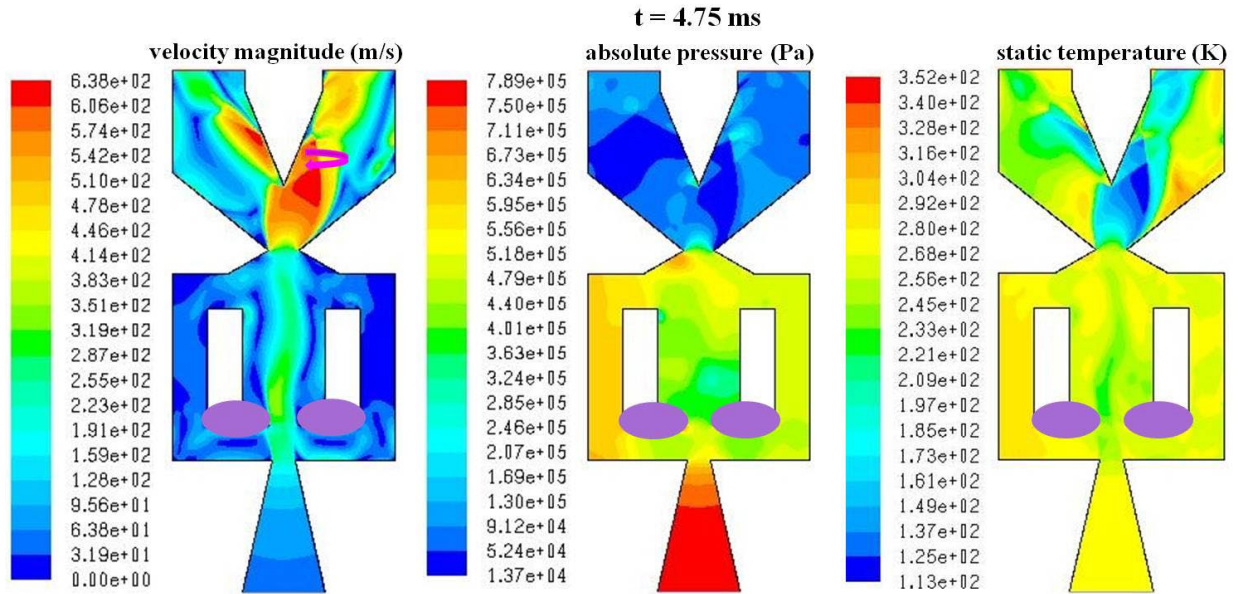 t = 4.75 ms
velocity magnitude (m/s)
6.38e+02
6.06e+02
5.74e+02
5.42e+02
5.10e+02
4.78e+02
4.46e+02
4.14e+02
3.83e+02
3.51e+02
3.19e+02
2.87e+02
2.55e+02
2.23e+02
1.91e+02
1.59e+02
1.28e+02
9.56e+01
6.38e+01
3.19e+01
0.00e+00
absolute pressure (Pa)
7.89e+05
7.50e+05
7.11e+05
6.73e+05
6.34e+05
5.95e+05
5.56e+05
5.18e+05
4.79e+05
4.40e+05
4.01e+05
3.63e+05
3.24e+05
2.85e+05
2.46e+05
2.07e+05
1.69e+05
1.30e+05
9.12e+04
5.24e+04
1.37e+04
static temperature (K)
3.52e+02
3.40e+02
3.28e+02
3.16e+02
3.04e+02
2.92e+02
2.80e+02
2.68e+02
2.56e+02
2.45e+02
2.33e+02
2.21e+02
2.09e+02
1.97e+02
1.85e+02
1.73e+02
1.61e+02
1.49e+02
1.37e+02
1.25e+02
1.13e+02